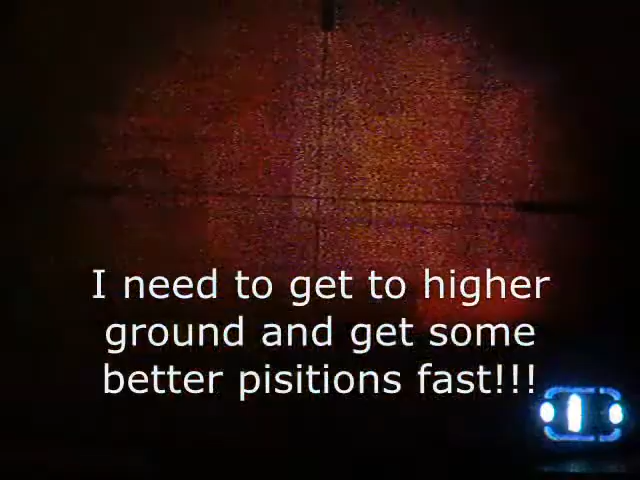 I need to get to higher
ground and get some
better pisitions fast!!!